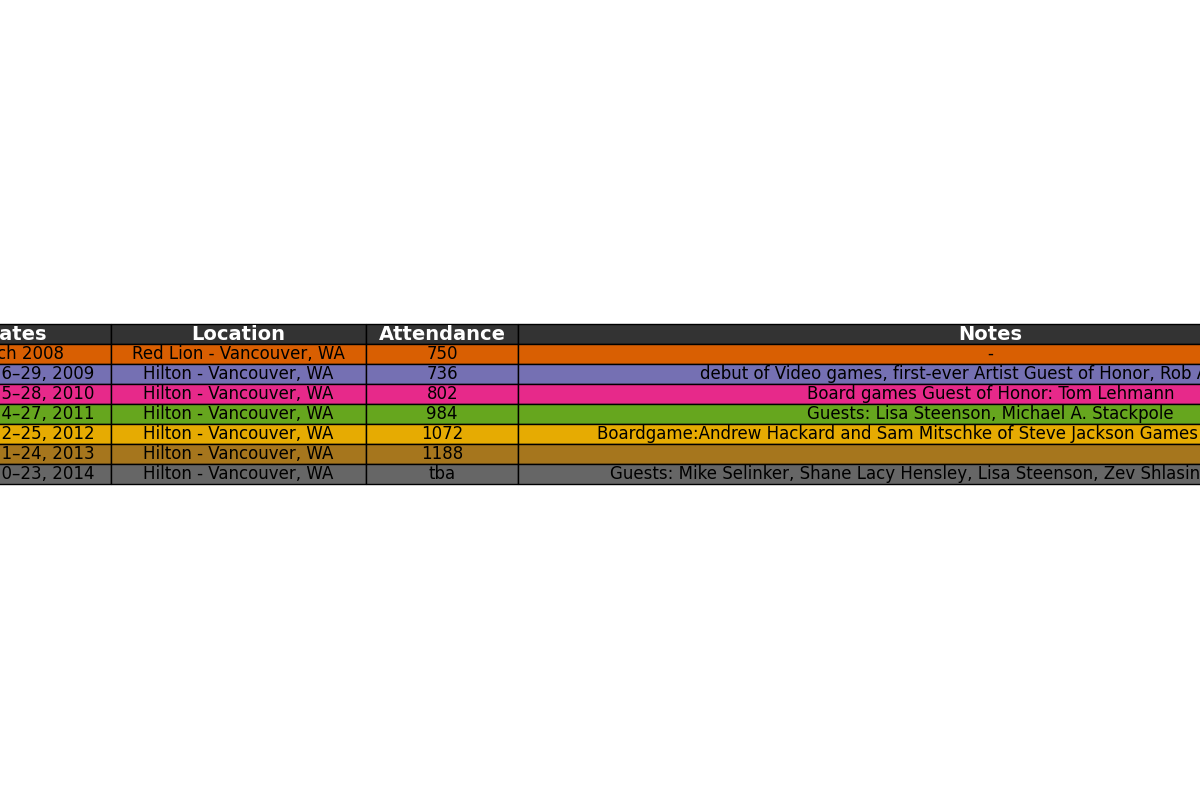 ates Location Attendance Notes
ch 2008 Red Lion - Vancouver, WA 750 -
6–29, 2009 Hilton - Vancouver, WA 736 debut of Video games, first-ever Artist Guest of Honor, Rob A
5–28, 2010 Hilton - Vancouver, WA 802 Board games Guest of Honor: Tom Lehmann
4–27, 2011 Hilton - Vancouver, WA 984 Guests: Lisa Steenson, Michael A. Stackpole
2–25, 2012 Hilton - Vancouver, WA 1072 Boardgame:Andrew Hackard and Sam Mitschke of Steve Jackson Games
1–24, 2013 Hilton - Vancouver, WA 1188
0–23, 2014 Hilton - Vancouver, WA tba Guests: Mike Selinker, Shane Lacy Hensley, Lisa Steenson, Zev Shlasin